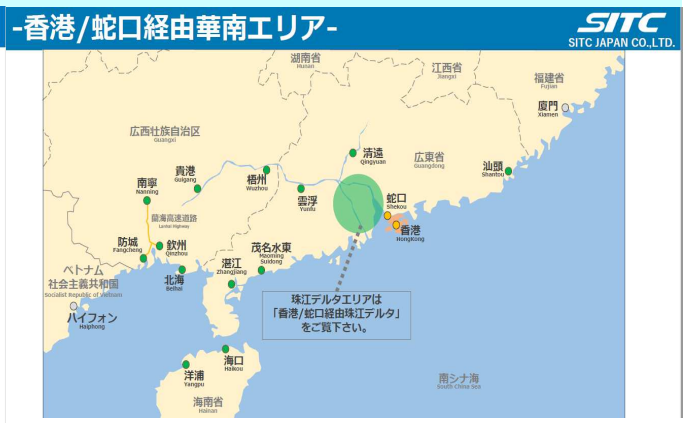 -香港/蛇口経由華南エリア-
SITC
SITC JAPAN CO.,LTD.
湖南省
Hunan
江西省
Jiangxi
福建省
Fujian
廈門
Xiamen
広西壮族自治区
Guangxi
清遠
Qingyuan
広東省
Guangdong
汕頭
Shantou
南寧
Nanning
貴港
Guigang
梧州
Wuzhou
雲浮
Yunfu
蛇口
Shekou
香港
HongKong
蘭海高速道路
Lanhai Highway
防城
Fangcheng
欽州
Qinzhou
北海
Beihai
湛江
Zhangjiang
茂名水東
Maoming
Suidong
ベトナム
社会主義共和国
Socialist Republic of Vietnam
ハイフォン
Haiphong
珠江デルタエリアは
「香港/蛇口経由珠江デルタ」
をご覧下さい。
海口
Haikou
洋浦
Yangpu
海南省
Hainan
南シナ海
South China Sea